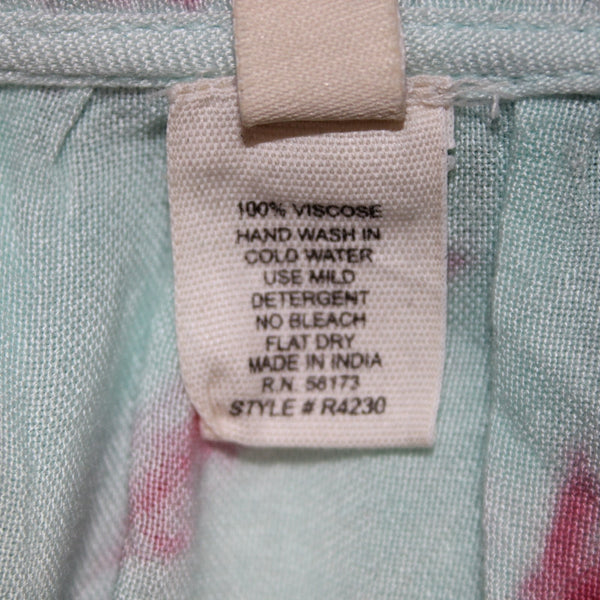 100% VISCOSE
HAND WASH IN
COLD WATER
USE MILD
DETERGENT
NO BLEACH
FLAT DRY
MADE IN INDIA
R.N. 56173
STYLE # R4230